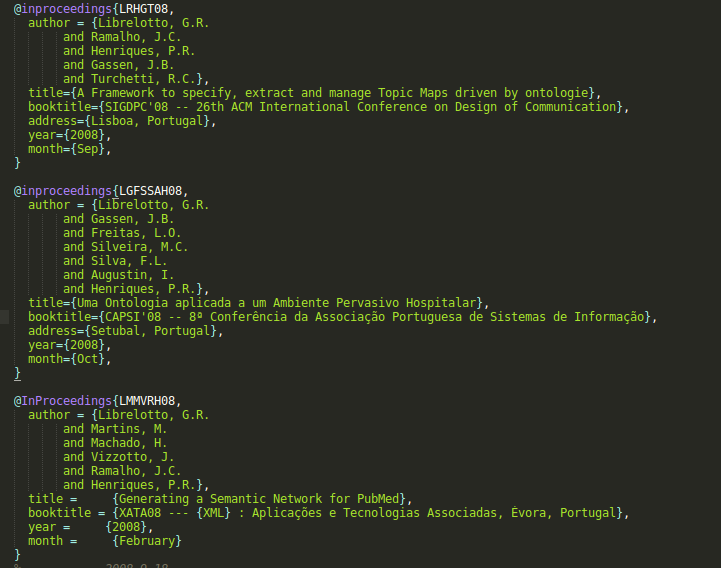 @inproceedings{LRHGT08,
author = {Librelotto, G.R.
and Ramalho, J.C.
and Henriques, P.R.
and Gassen, J.B.
and Turchetti, R.C.},
title={A Framework to specify, extract and manage Topic Maps driven by ontologie},
booktitle={SIGDPC'08 -- 26th ACM International Conference on Design of Communication},
address={Lisboa, Portugal},
year={2008},
month={Sep},
}
@inproceedings{LGFSSAH08,
author = {Librelotto, G.R.
and Gassen, J.B.
and Freitas, L.O.
and Silveira, M.C.
and Silva, F.L.
and Augustin, I.
and Henriques, P.R.},
title={Uma Ontologia aplicada a um Ambiente Pervasivo Hospitalar},
booktitle={CAPSI'08 -- 8ª Conferência da Associação Portuguesa de Sistemas de Informação},
address={Setubal, Portugal},
year={2008},
month={Oct},
}
@InProceedings{LMMVRH08,
author = {Librelotto, G.R.
and Martins, M.
and Machado, H.
and Vizzotto, J.
and Ramalho, J.C.
and Henriques, P.R.},
title =     {Generating a Semantic Network for PubMed},
booktitle = {XATA08 --- {XML} : Aplicações e Tecnologias Associadas, Évora, Portugal},
year =     {2008},
month =     {February}
}